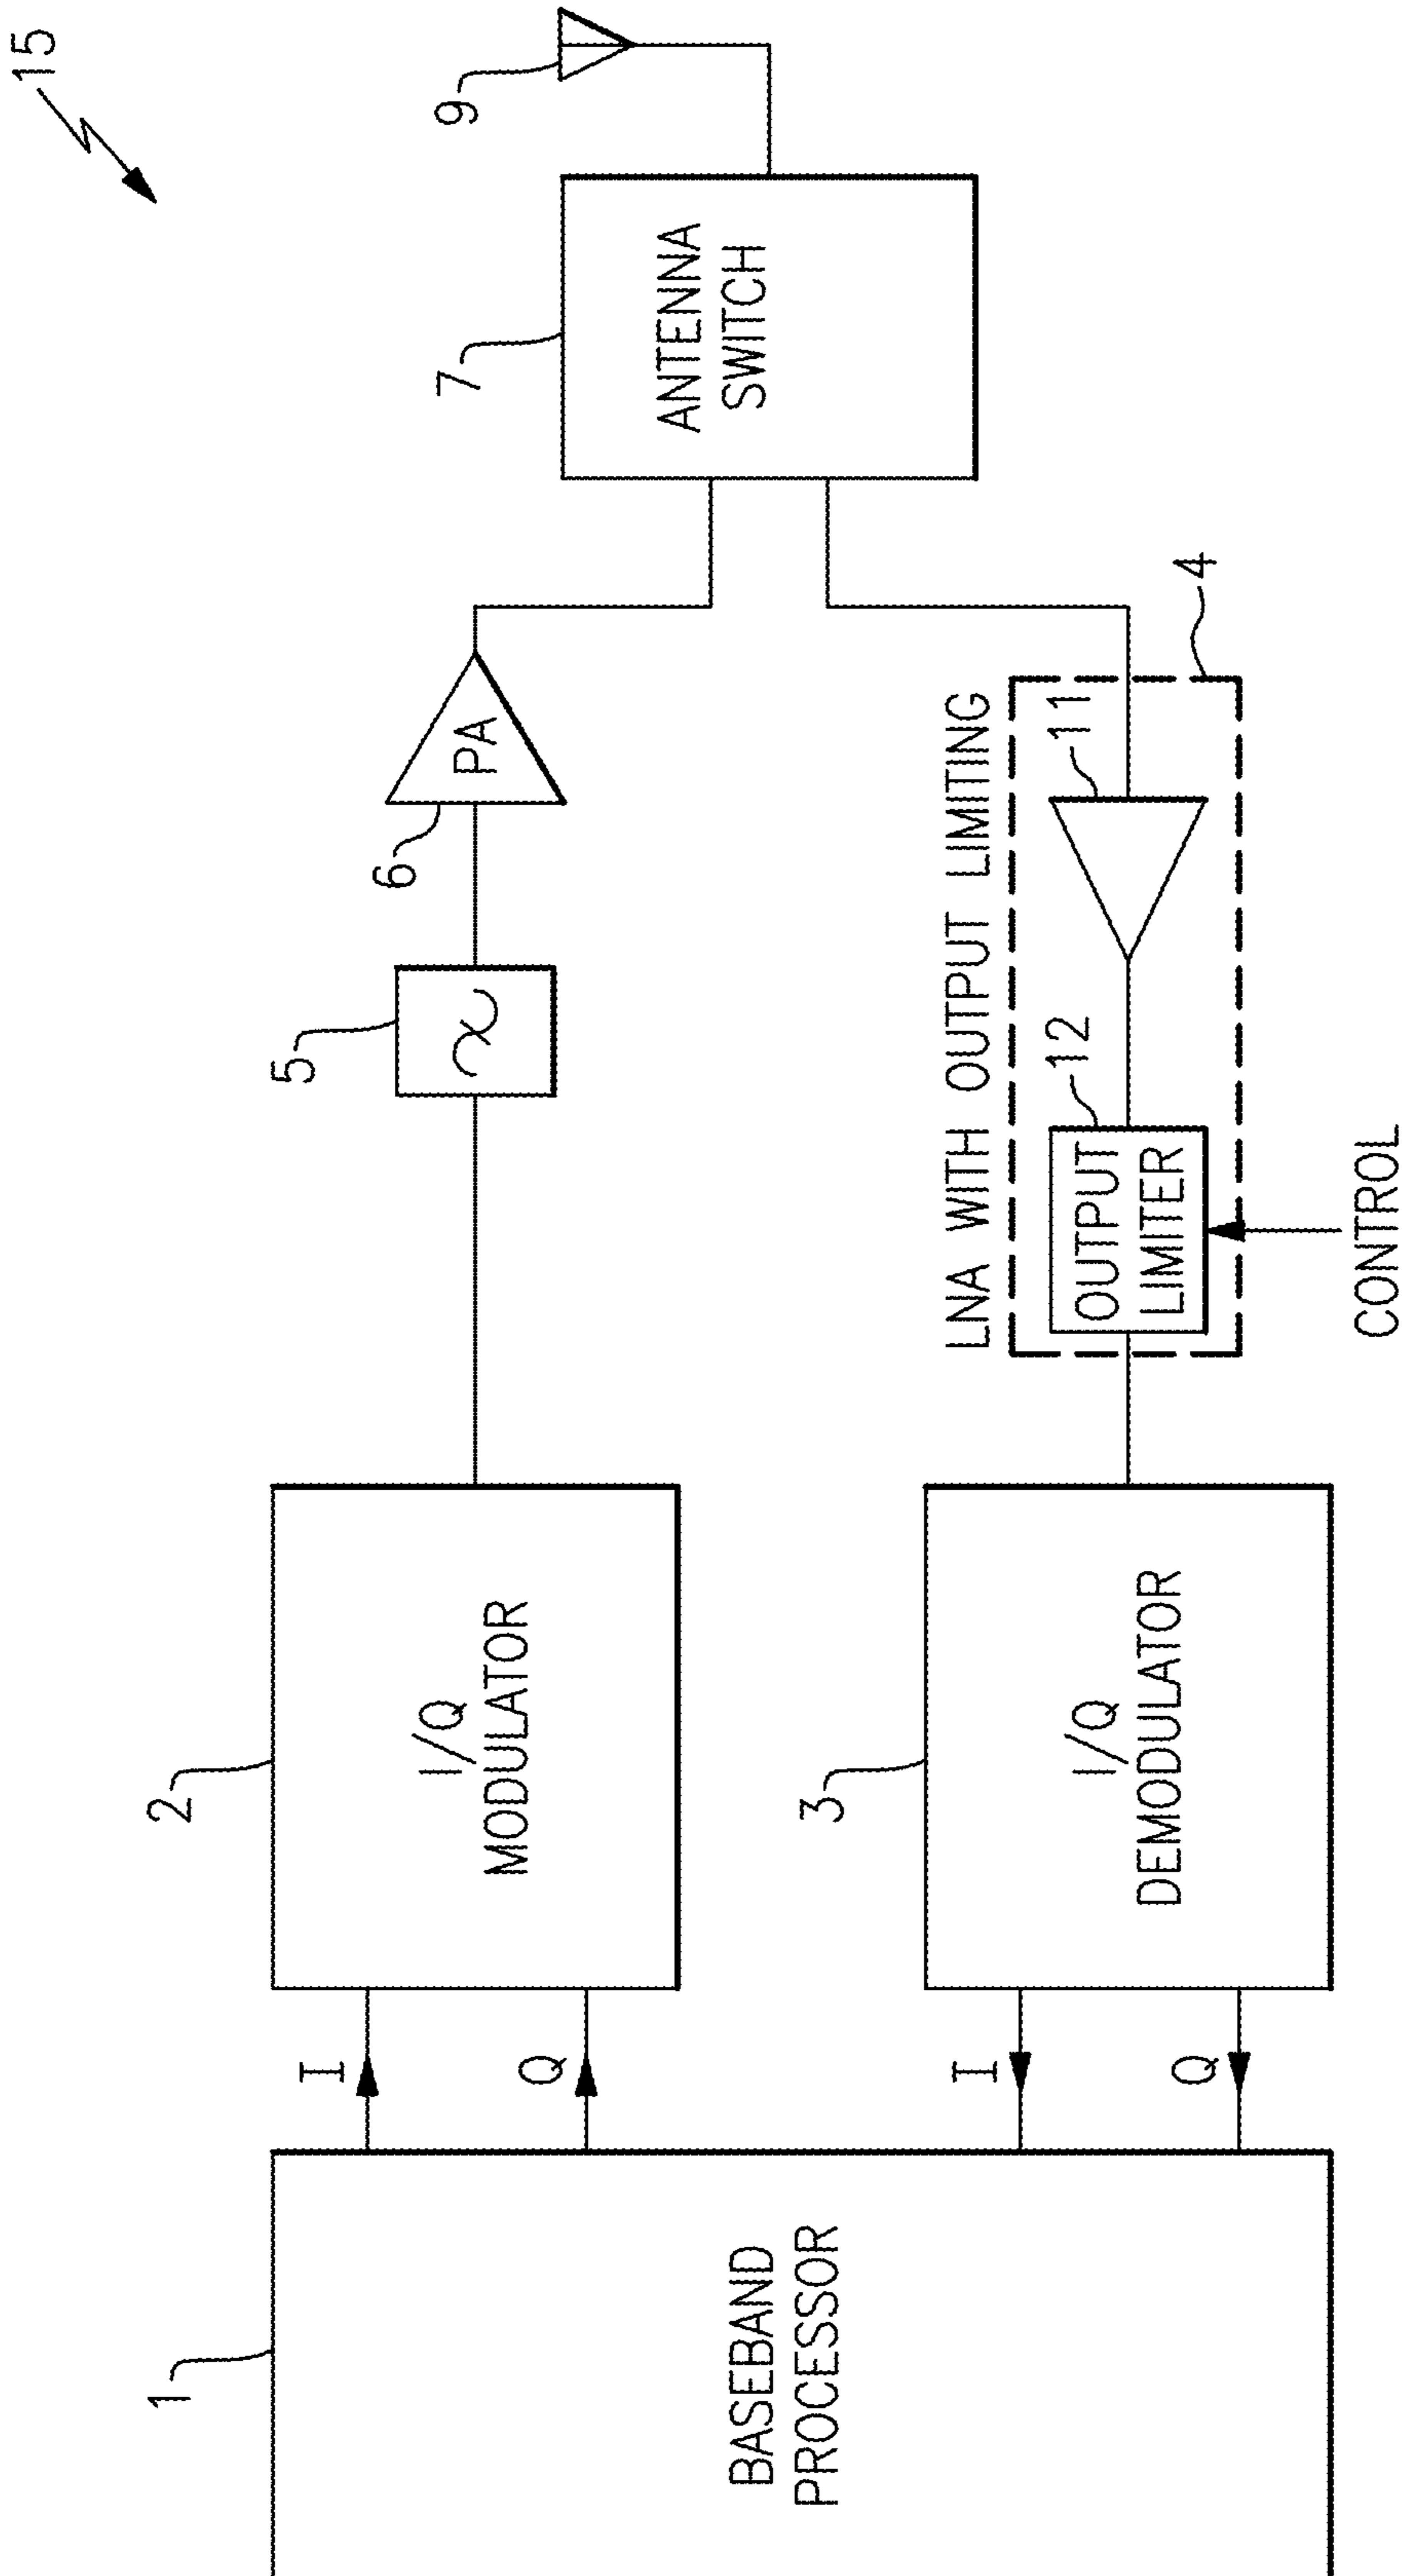 15
1
BASEBAND
PROCESSOR
I
Q
I
Q
2
I/Q
MODULATOR
3
I/Q
DEMODULATOR
5
6
PA
LNA WITH OUTPUT LIMITING
12
OUTPUT
LIMITER
11
4
CONTROL
7
ANTENNA
SWITCH
9